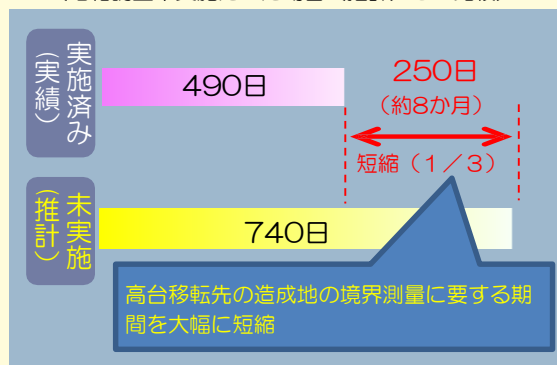 実施済み
（実績）
490日
250日
（約8か月）
短縮（１／３）
未実施
（推計）
740日
高台移転先の造成地の境界測量に要する期
間を大幅に短縮